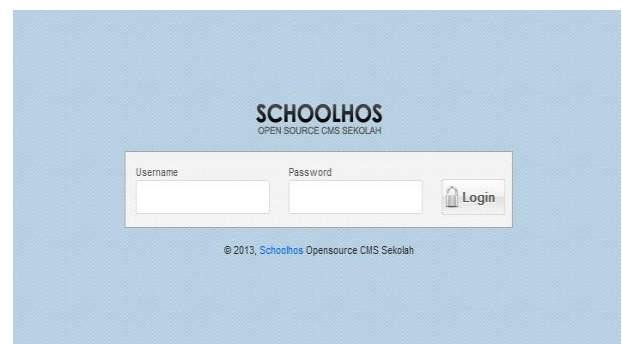 SCHOOLHOS
OPEN SOURCE CMS SEKOLAH
Username Password
Login
© 2013, Schoolhos Opensource CMS Sekolah